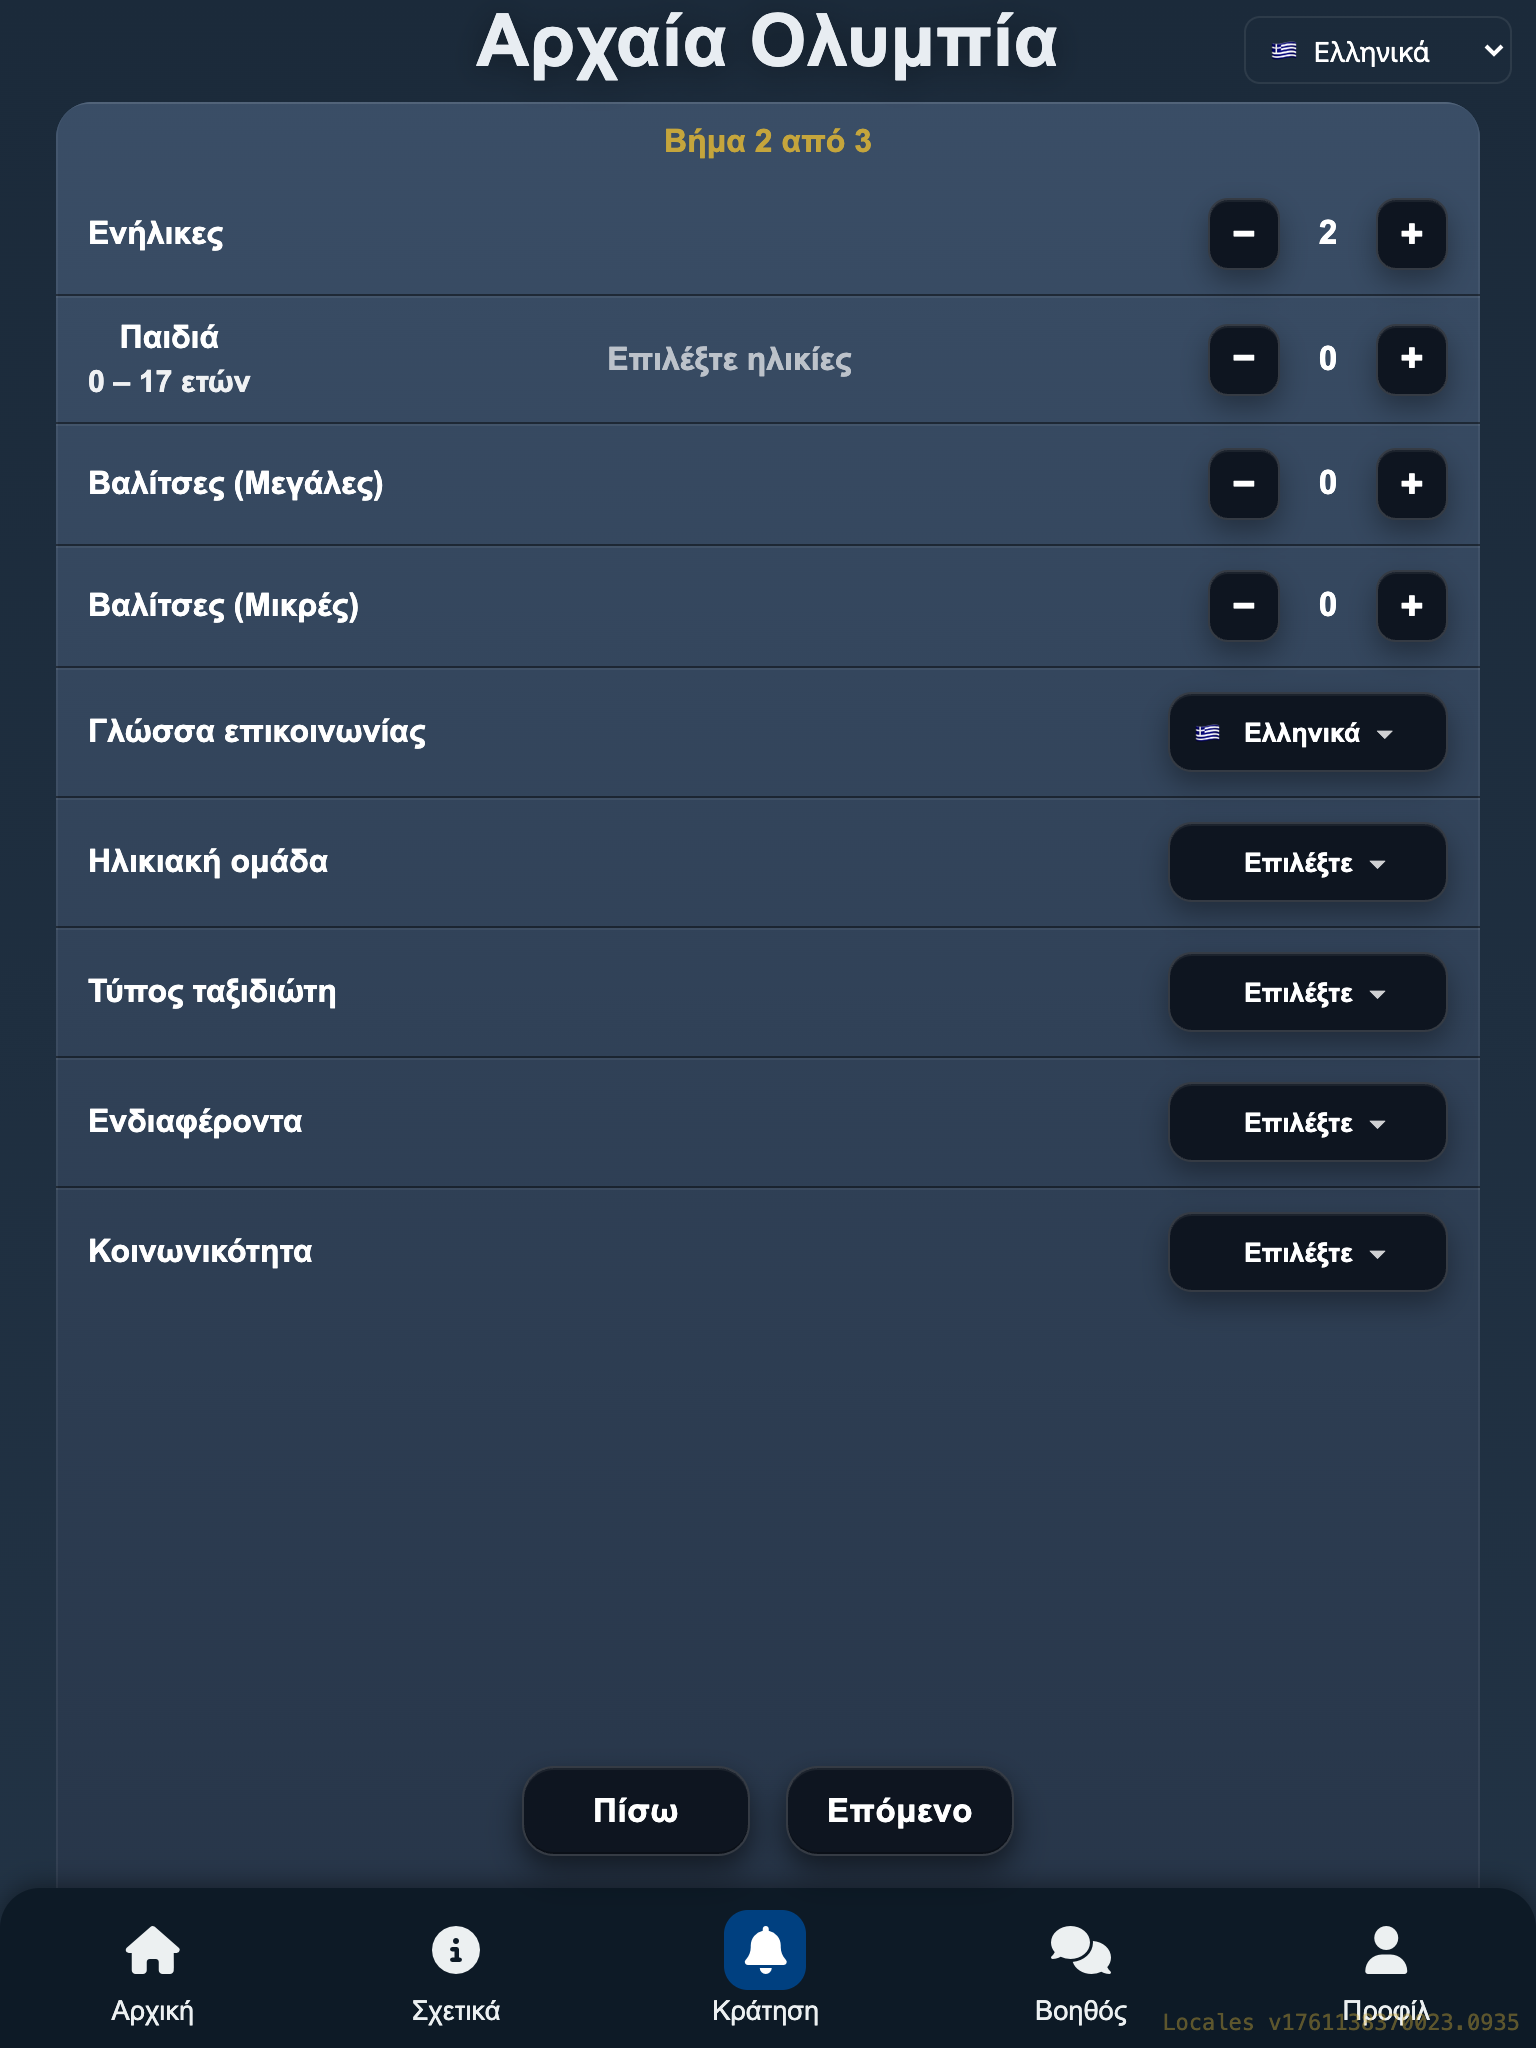 Αρχαία Ολυμπία
Ελληνικά
Βήμα 2 από 3
Ενήλικες
− 2 +
Παιδιά
0 – 17 ετών
Επιλέξτε ηλικίες
− 0 +
Βαλίτσες (Μεγάλες)
− 0 +
Βαλίτσες (Μικρές)
− 0 +
Γλώσσα επικοινωνίας
Ελληνικά
Ηλικιακή ομάδα
Επιλέξτε
Τύπος ταξιδιώτη
Επιλέξτε
Ενδιαφέροντα
Επιλέξτε
Κοινωνικότητα
Επιλέξτε
Πίσω
Επόμενο
Αρχική
Σχετικά
Κράτηση
Βοηθός
Προφίλ
Locales v1761138370023.0935